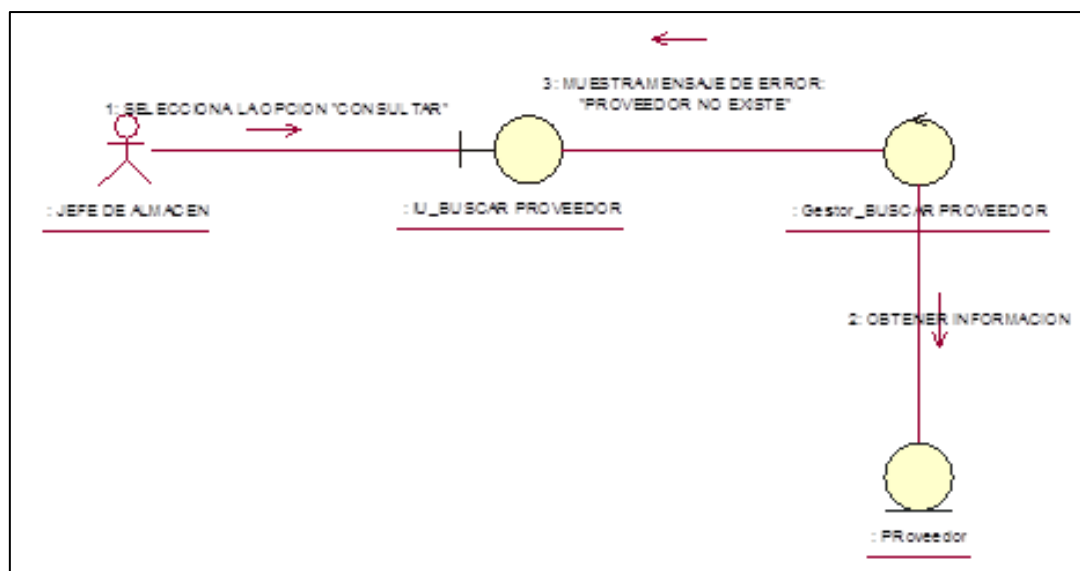 3: MUESTRA MENSAJE DE ERROR:
"PROVEEDOR NO EXISTE"
1: SELECCIONA LA OPCION "CONSULTAR"
: JEFE DE ALMACEN
: IU_BUSCAR PROVEEDOR
: Gestor_BUSCAR PROVEEDOR
2: OBTENER INFORMACION
: PRoveedor